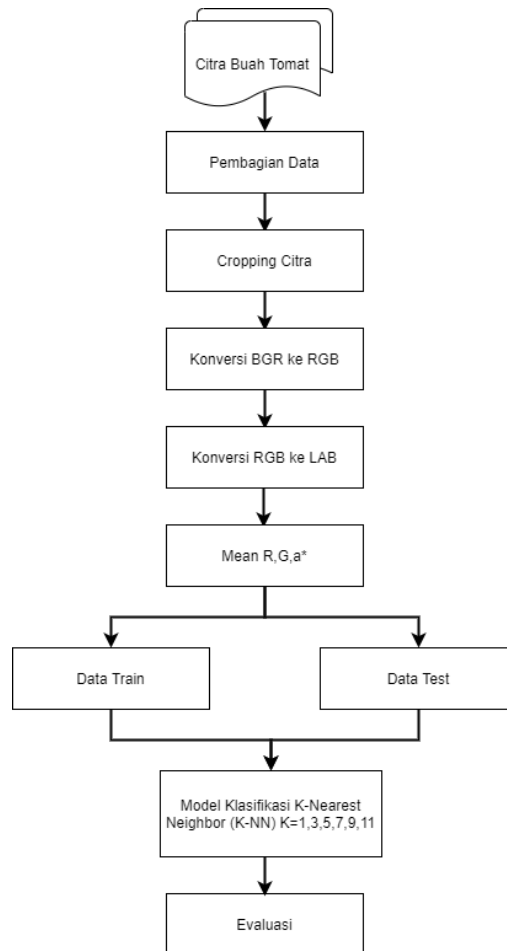 Citra Buah Tomat
Pembagian Data
Cropping Citra
Konversi BGR ke RGB
Konversi RGB ke LAB
Mean R,G,a*
Data Train
Data Test
Model Klasifikasi K-Nearest
Neighbor (K-NN) K=1,3,5,7,9,11
Evaluasi